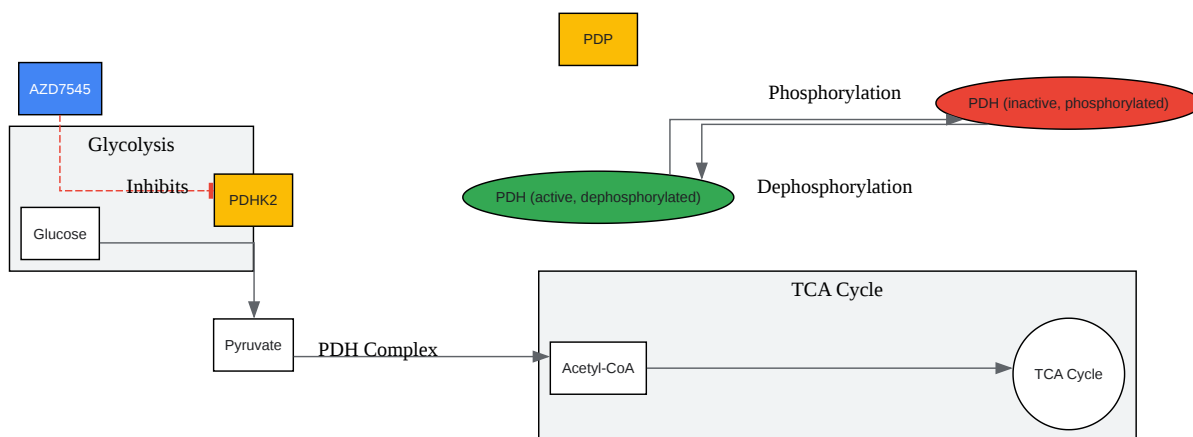 PDP
AZD7545
Phosphorylation
PDH (inactive, phosphorylated)
Glycolysis
Inhibits
PDHK2
PDH (active, dephosphorylated)
Dephosphorylation
Glucose
TCA Cycle
Pyruvate
PDH Complex
Acetyl-CoA
TCA Cycle